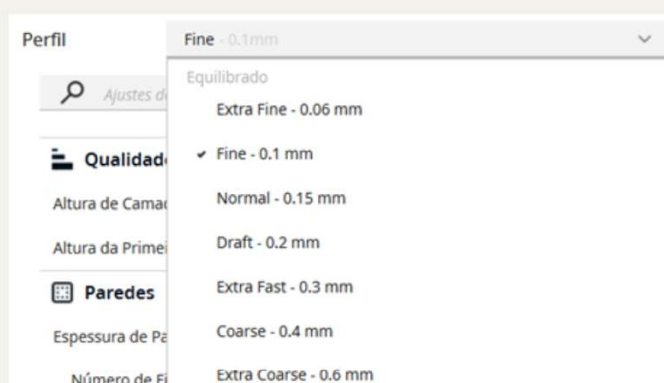 Perfil
Fine - 0.1mm
Equilibrado
Ajustes d
Extra Fine - 0.06 mm
Qualidad
Fine - 0.1 mm
Altura de Camad
Normal - 0.15 mm
Altura da Primei
Draft - 0.2 mm
Paredes
Extra Fast - 0.3 mm
Espessura de Pa
Coarse - 0.4 mm
Número de Fi
Extra Coarse - 0.6 mm